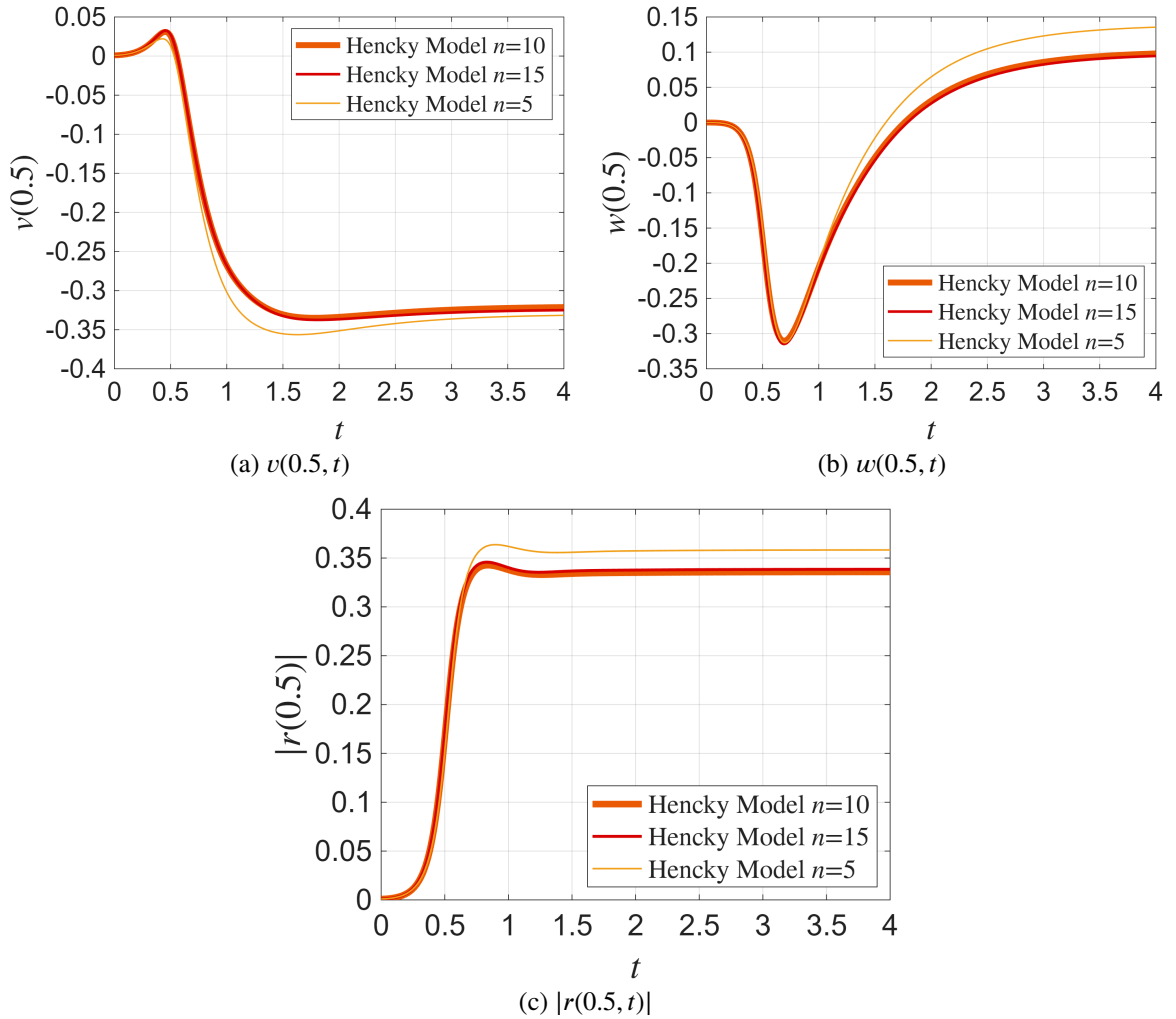 0.05
0
-0.05
-0.1
-0.15
-0.2
-0.25
-0.3
-0.35
-0.4
v(0.5)
Hencky Model n=10
Hencky Model n=15
Hencky Model n=5
0 0.5 1 1.5 2 2.5 3 3.5 4
t
(a) v(0.5, t)
0.15
0.1
0.05
0
-0.05
-0.1
-0.15
-0.2
-0.25
-0.3
-0.35
w(0.5)
Hencky Model n=10
Hencky Model n=15
Hencky Model n=5
0 0.5 1 1.5 2 2.5 3 3.5 4
t
(b) w(0.5, t)
0.4
0.35
0.3
0.25
0.2
0.15
0.1
0.05
0
|r(0.5)|
Hencky Model n=10
Hencky Model n=15
Hencky Model n=5
0 0.5 1 1.5 2 2.5 3 3.5 4
t
(c) |r(0.5, t)|